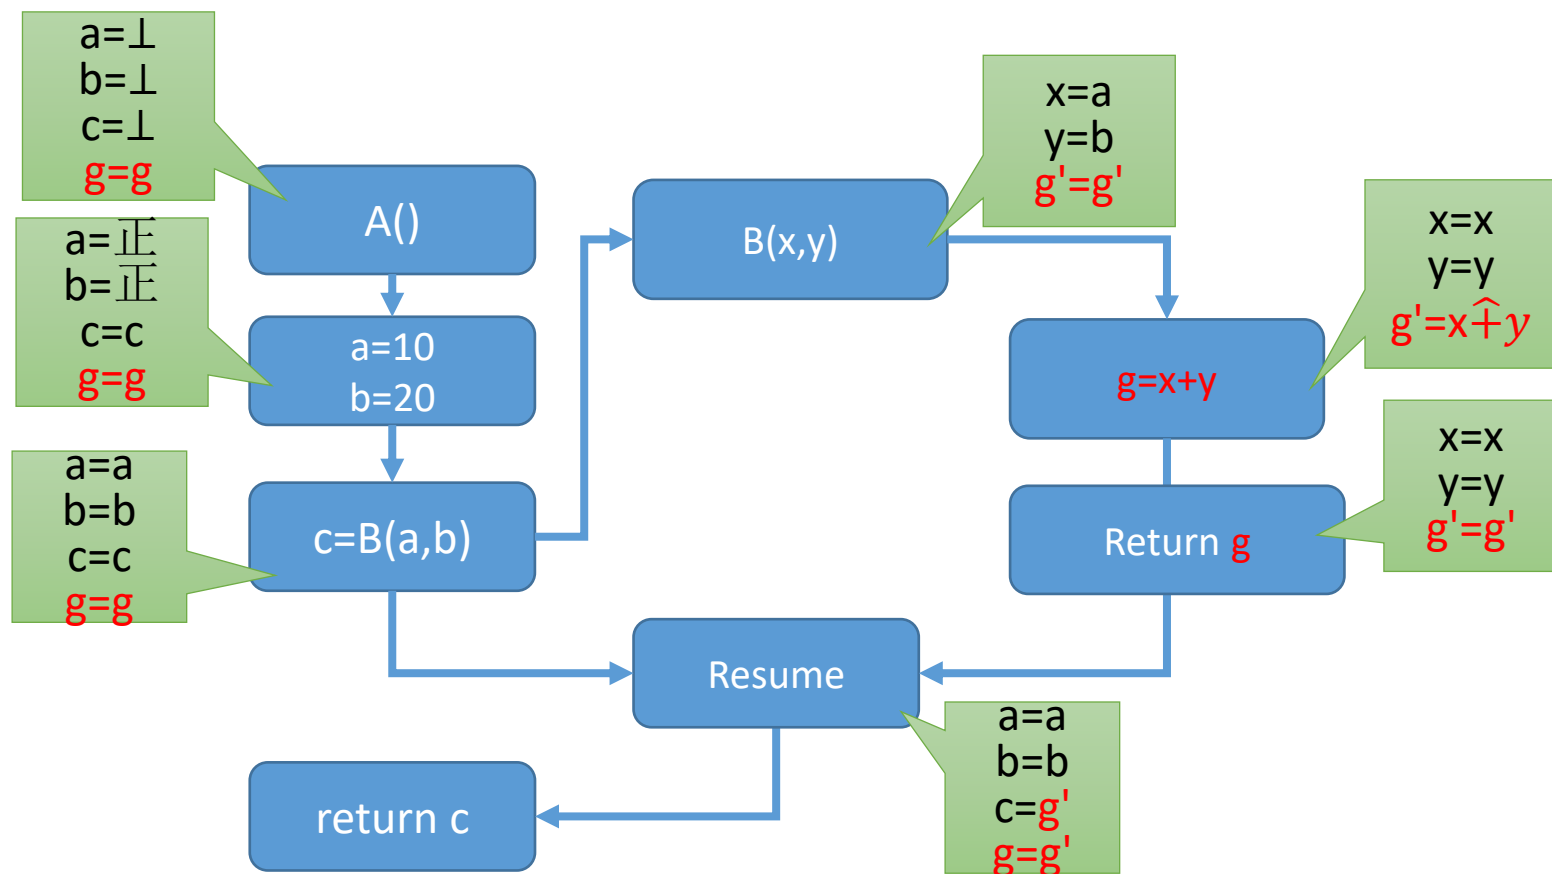 a=⊥
b=⊥
c=⊥
g=g
A()
a=正
b=正
c=c
g=g
a=10
b=20
a=a
b=b
c=c
g=g
c=B(a,b)
x=a
y=b
g'=g'
B(x,y)
x=x
y=y
g'=x+̂y
g=x+y
x=x
y=y
g'=g'
Return g
Resume
a=a
b=b
c=g'
g=g'
return c